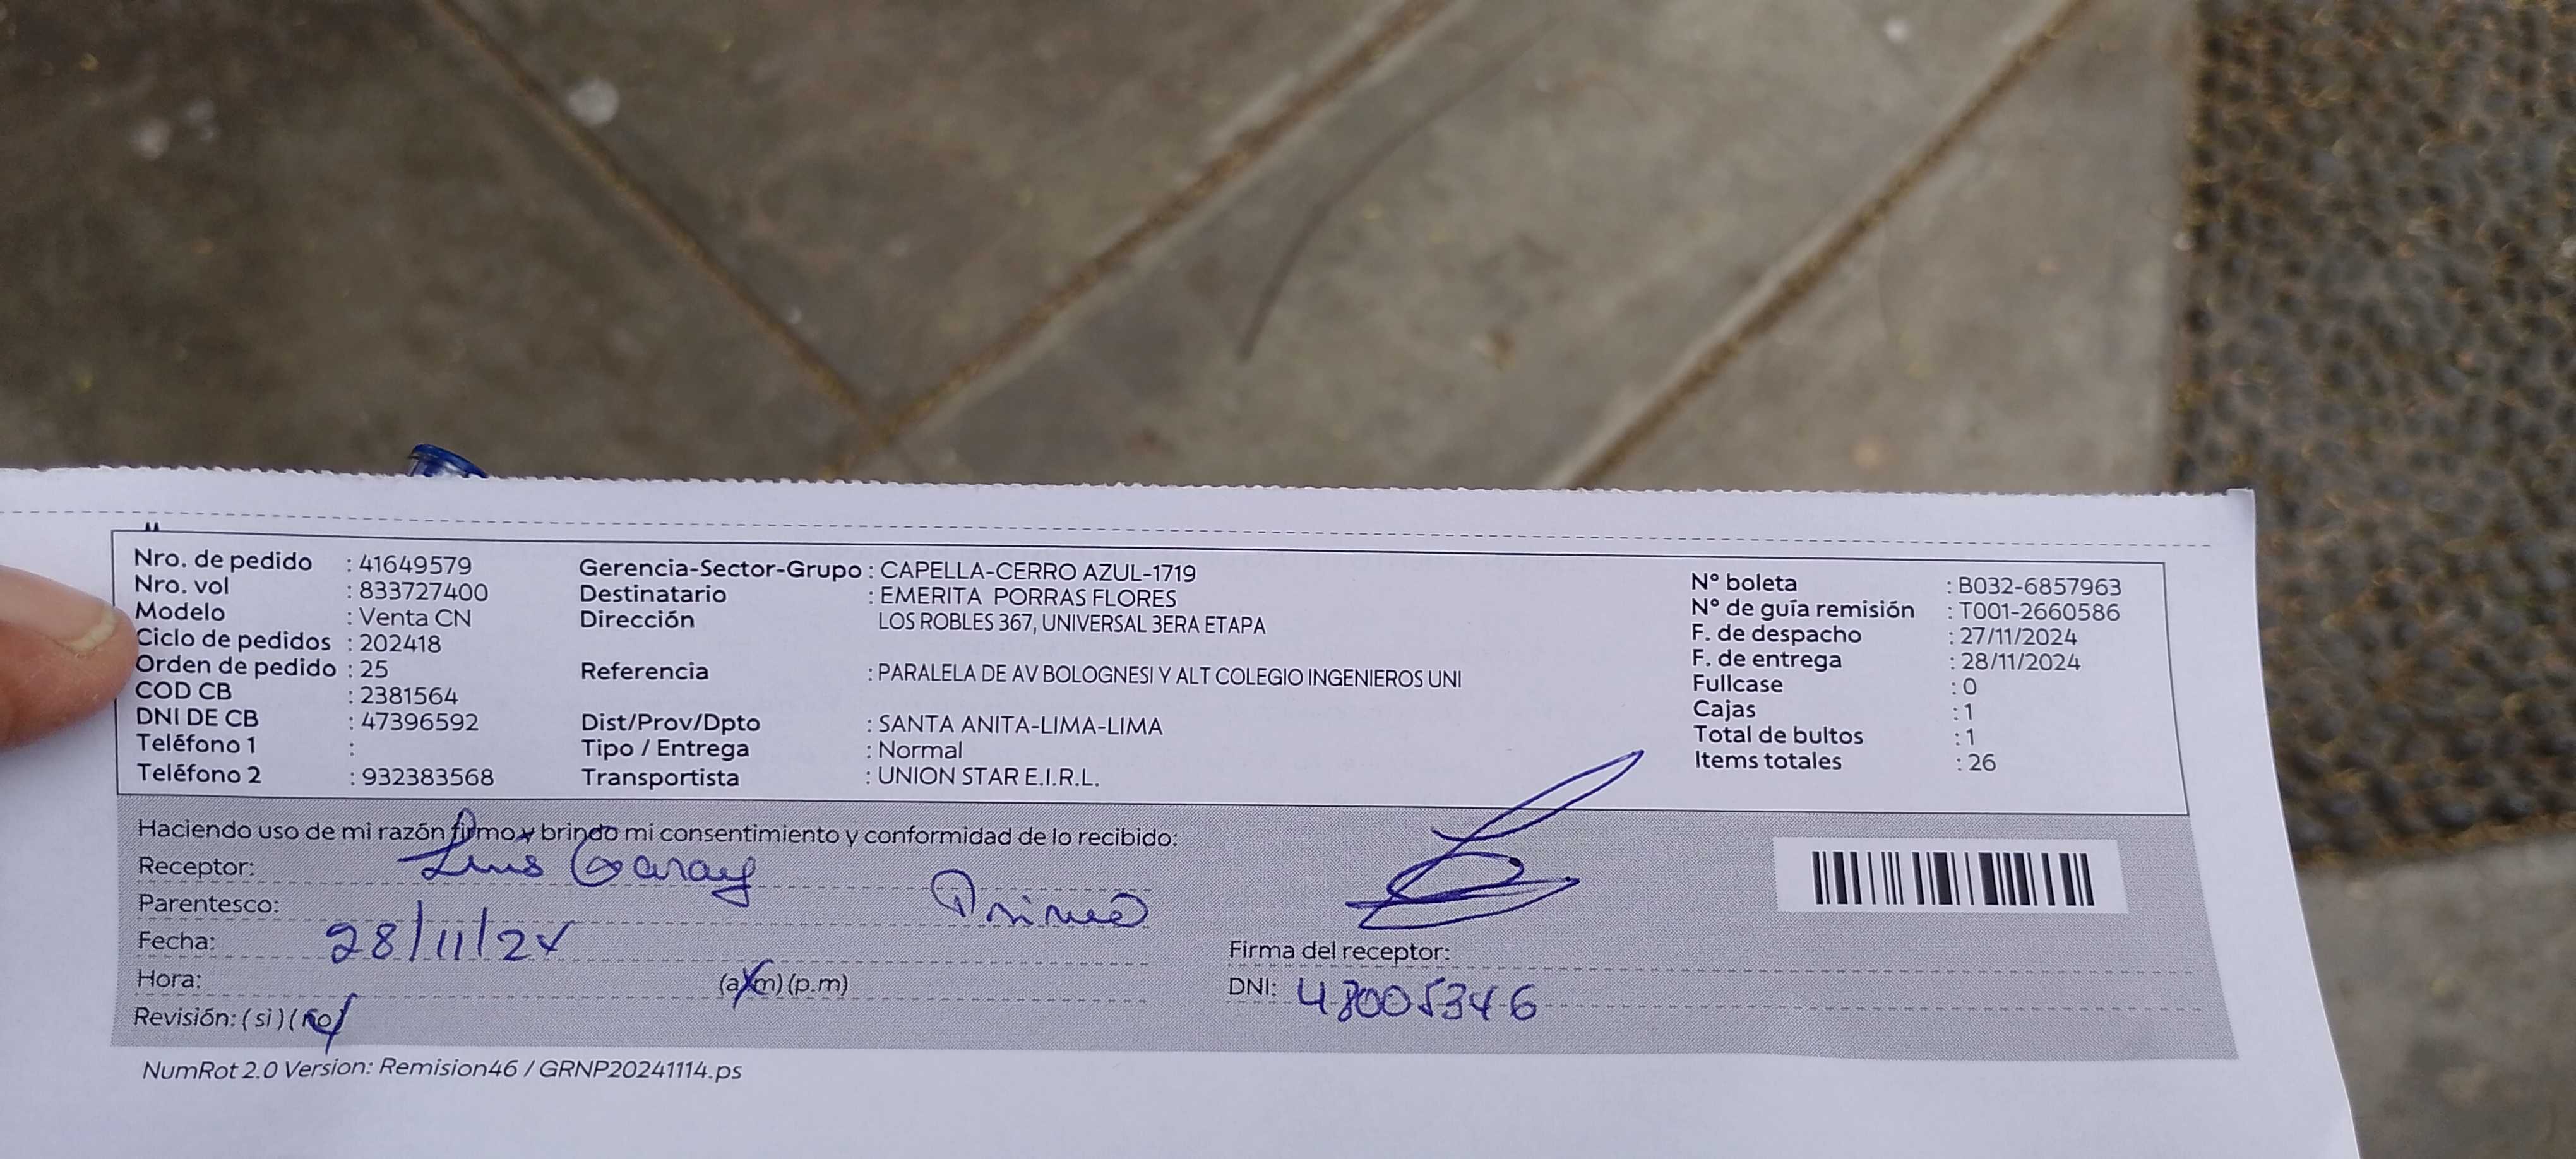 Nro. de pedido : 41649579
Nro. vol : 833727400
Modelo : Venta CN
Ciclo de pedidos : 202418
Orden de pedido : 25
COD CB : 2381564
DNI DE CB : 47396592
Teléfono 1 :
Teléfono 2 : 932383568
Gerencia-Sector-Grupo : CAPELLA-CERRO AZUL-1719
Destinatario : EMERITA PORRAS FLORES
Dirección LOS ROBLES 367, UNIVERSAL 3ERA ETAPA
Referencia : PARALELA DE AV BOLOGNESI Y ALT COLEGIO INGENIEROS UNI
Dist/Prov/Dpto : SANTA ANITA-LIMA-LIMA
Tipo / Entrega : Normal
Transportista : UNION STAR E.I.R.L.
N° boleta : B032-6857963
N° de guía remisión : T001-2660586
F. de despacho : 27/11/2024
F. de entrega : 28/11/2024
Fullcase : 0
Cajas : 1
Total de bultos : 1
Items totales : 26
Haciendo uso de mi razón firmo y brindo mi consentimiento y conformidad de lo recibido:
Receptor: Luis Garay
Parentesco: Primo
Fecha: 28/11/24
Hora: (a.m) (p.m)
Revisión: (si) (no)
Firma del receptor:
DNI: 48005346
NumRot 2.0 Version: Remision46 / GRNP20241114.ps